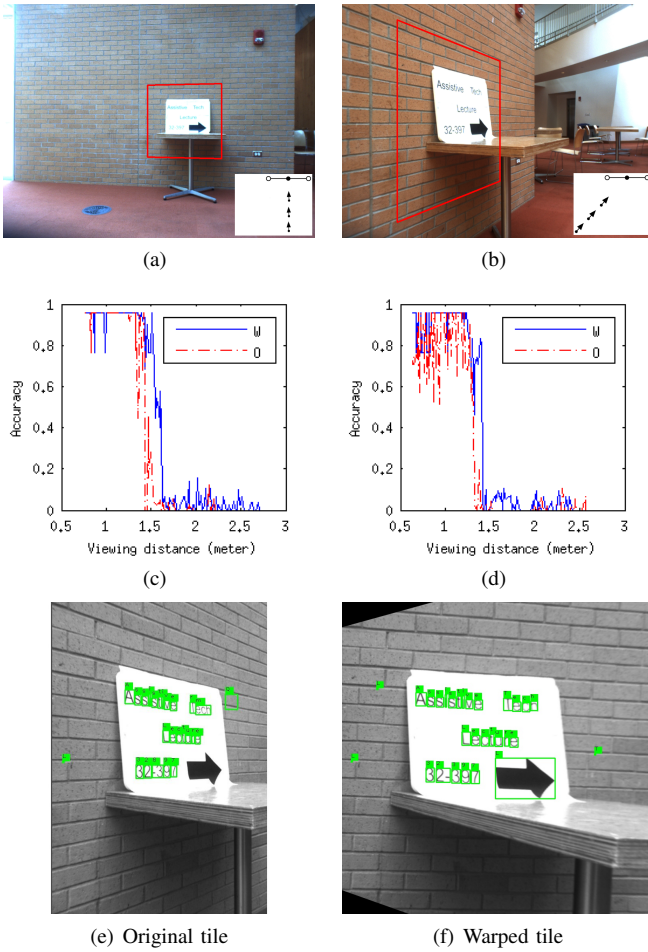 Assistive Tech
Lecture
32-397
(a)
Assistive Tech
Lecture
32-397
(b)
1
0.8
0.6
0.4
0.2
0
Accuracy
W
O
0.5 1 1.5 2 2.5 3
Viewing distance (meter)
(c)
1
0.8
0.6
0.4
0.2
0
Accuracy
W
O
0.5 1 1.5 2 2.5 3
Viewing distance (meter)
(d)
Assistive Tech
Lecture
32-397
(e) Original tile
Assistive Tech
Lecture
32-397
(f) Warped tile